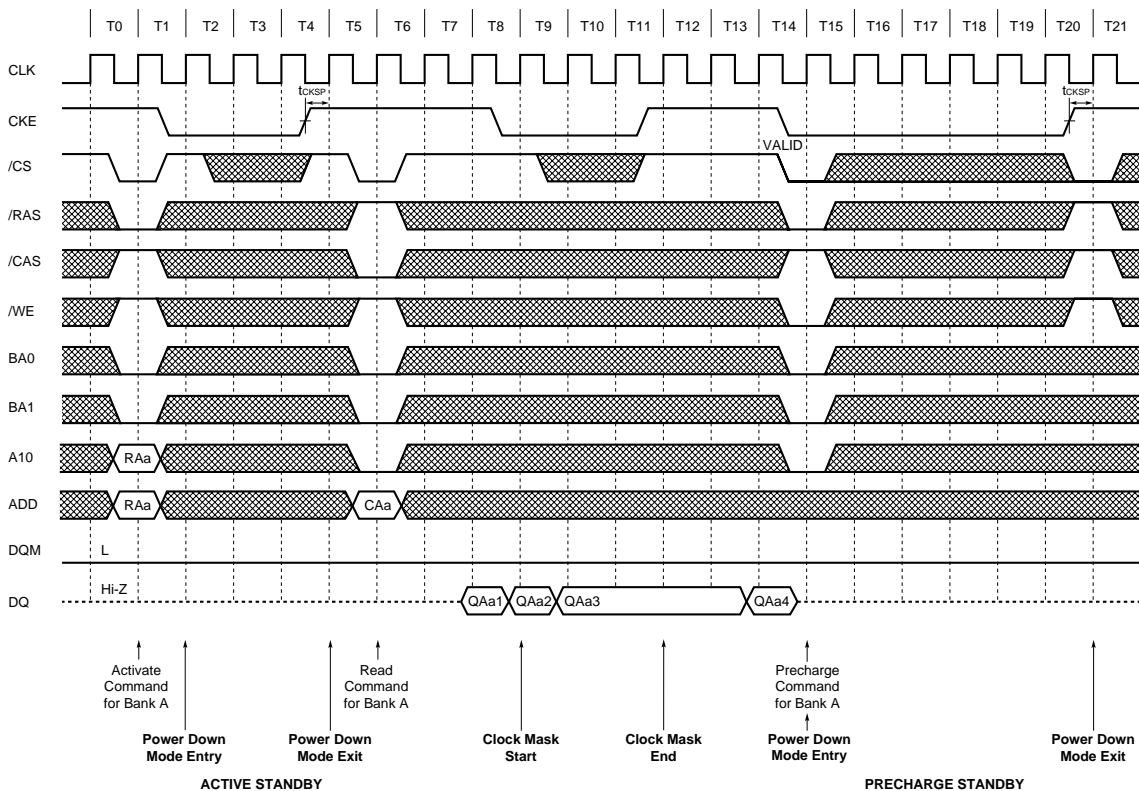 T0 T1 T2 T3 T4 T5 T6 T7 T8 T9 T10 T11 T12 T13 T14 T15 T16 T17 T18 T19 T20 T21
CLK
tCKSP tCKSP
CKE
VALID
/CS
/RAS
/CAS
/WE
BA0
BA1
A10 RAa
ADD RAa CAa
DQM L
Hi-Z
DQ QAa1 QAa2 QAa3 QAa4
Activate
Command
for Bank A
Read
Command
for Bank A
Precharge
Command
for Bank A
Power Down
Mode Entry
Power Down
Mode Exit
Clock Mask
Start
Clock Mask
End
Power Down
Mode Entry
Power Down
Mode Exit
ACTIVE STANDBY PRECHARGE STANDBY